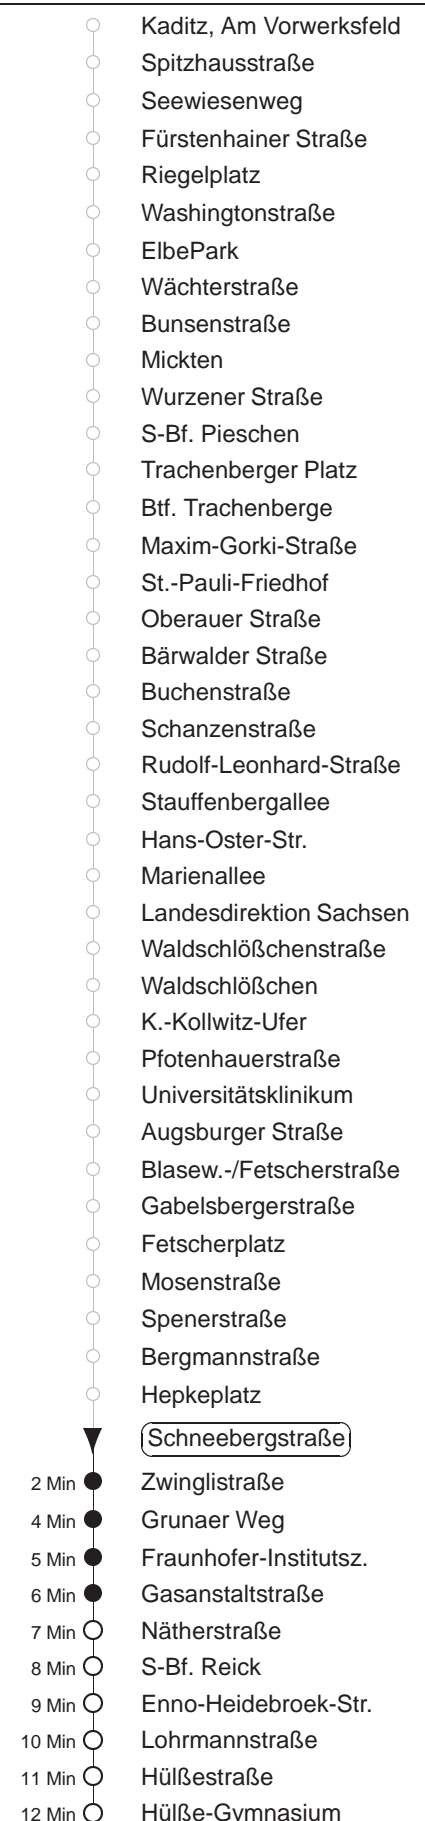 Kaditz, Am Vorwerksfeld
Spitzhausstraße
Seewiesenweg
Fürstenhainer Straße
Riegelplatz
Washingtonstraße
ElbePark
Wächterstraße
Bunsenstraße
Mickten
Wurzener Straße
S-Bf. Pieschen
Trachenberger Platz
Btf. Trachenberge
Maxim-Gorki-Straße
St.-Pauli-Friedhof
Oberauer Straße
Bärwalder Straße
Buchenstraße
Schanzenstraße
Rudolf-Leonhard-Straße
Stauffenbergallee
Hans-Oster-Str.
Marienallee
Landesdirektion Sachsen
Waldschlößchenstraße
Waldschlößchen
K.-Kollwitz-Ufer
Pfotenhauerstraße
Universitätsklinikum
Augsburger Straße
Blasew.-/Fetscherstraße
Gabelsbergerstraße
Fetscherplatz
Mosenstraße
Spenerstraße
Bergmannstraße
Hepkeplatz
Schneebergstraße
2 Min Zwinglistraße
4 Min Grunaer Weg
5 Min Fraunhofer-Institutsz.
6 Min Gasanstaltstraße
7 Min Nätherstraße
8 Min S-Bf. Reick
9 Min Enno-Heidebroek-Str.
10 Min Lohrmannstraße
11 Min Hülßestraße
12 Min Hülße-Gymnasium